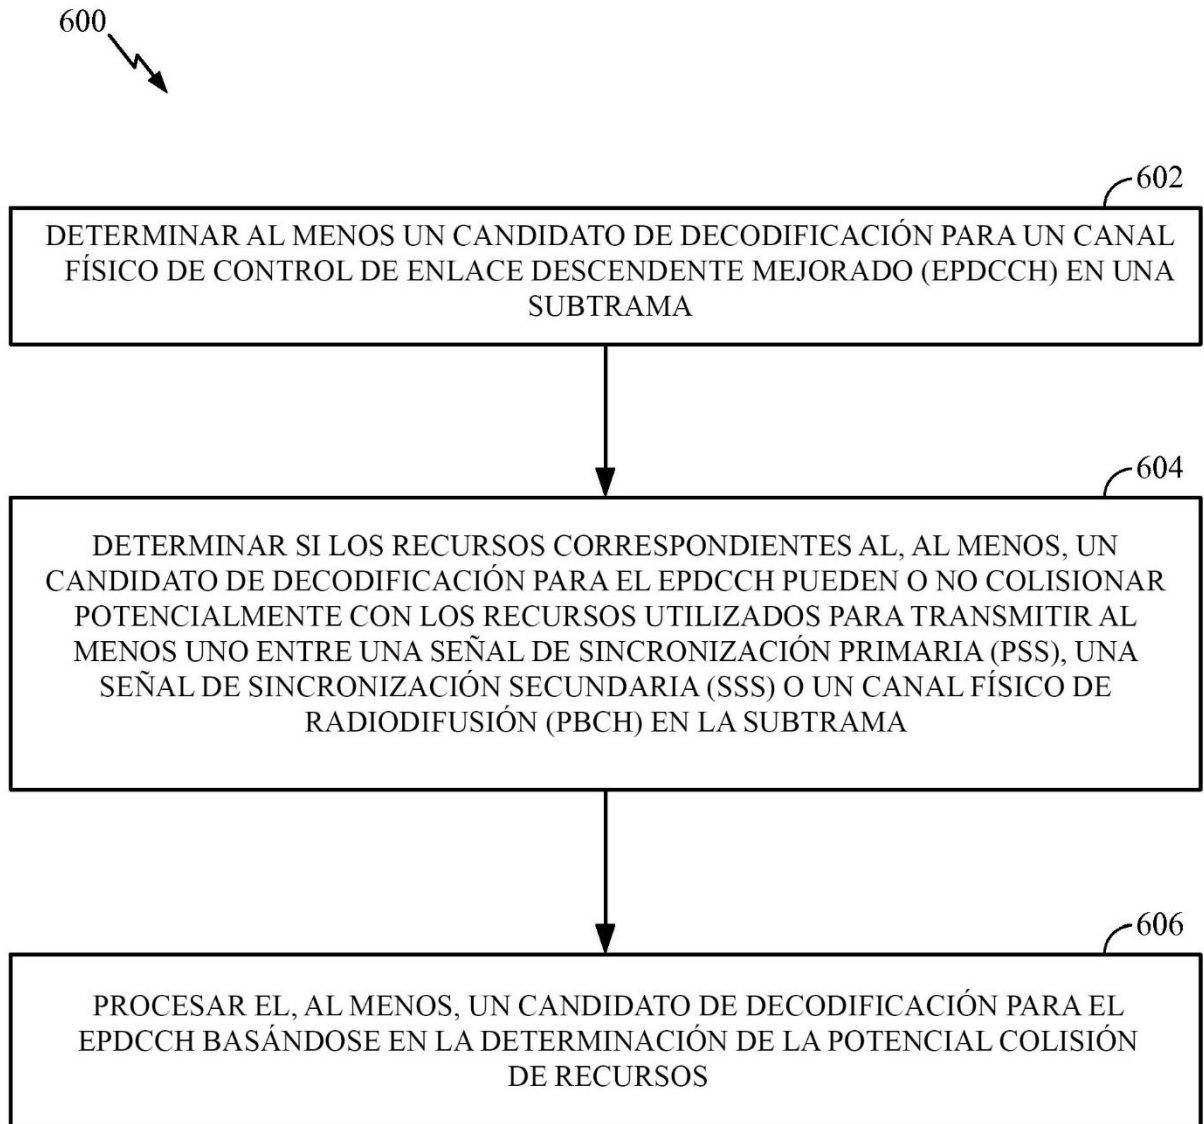 600
602
DETERMINAR AL MENOS UN CANDIDATO DE DECODIFICACIÓN PARA UN CANAL
FÍSICO DE CONTROL DE ENLACE DESCENDENTE MEJORADO (EPDCCH) EN UNA
SUBTRAMA
604
DETERMINAR SI LOS RECURSOS CORRESPONDIENTES AL, AL MENOS, UN
CANDIDATO DE DECODIFICACIÓN PARA EL EPDCCH PUEDEN O NO COLISIONAR
POTENCIALMENTE CON LOS RECURSOS UTILIZADOS PARA TRANSMITIR AL
MENOS UNO ENTRE UNA SEÑAL DE SINCRONIZACIÓN PRIMARIA (PSS), UNA
SEÑAL DE SINCRONIZACIÓN SECUNDARIA (SSS) O UN CANAL FÍSICO DE
RADIODIFUSIÓN (PBCH) EN LA SUBTRAMA
606
PROCESAR EL, AL MENOS, UN CANDIDATO DE DECODIFICACIÓN PARA EL
EPDCCH BASÁNDOSE EN LA DETERMINACIÓN DE LA POTENCIAL COLISIÓN
DE RECURSOS